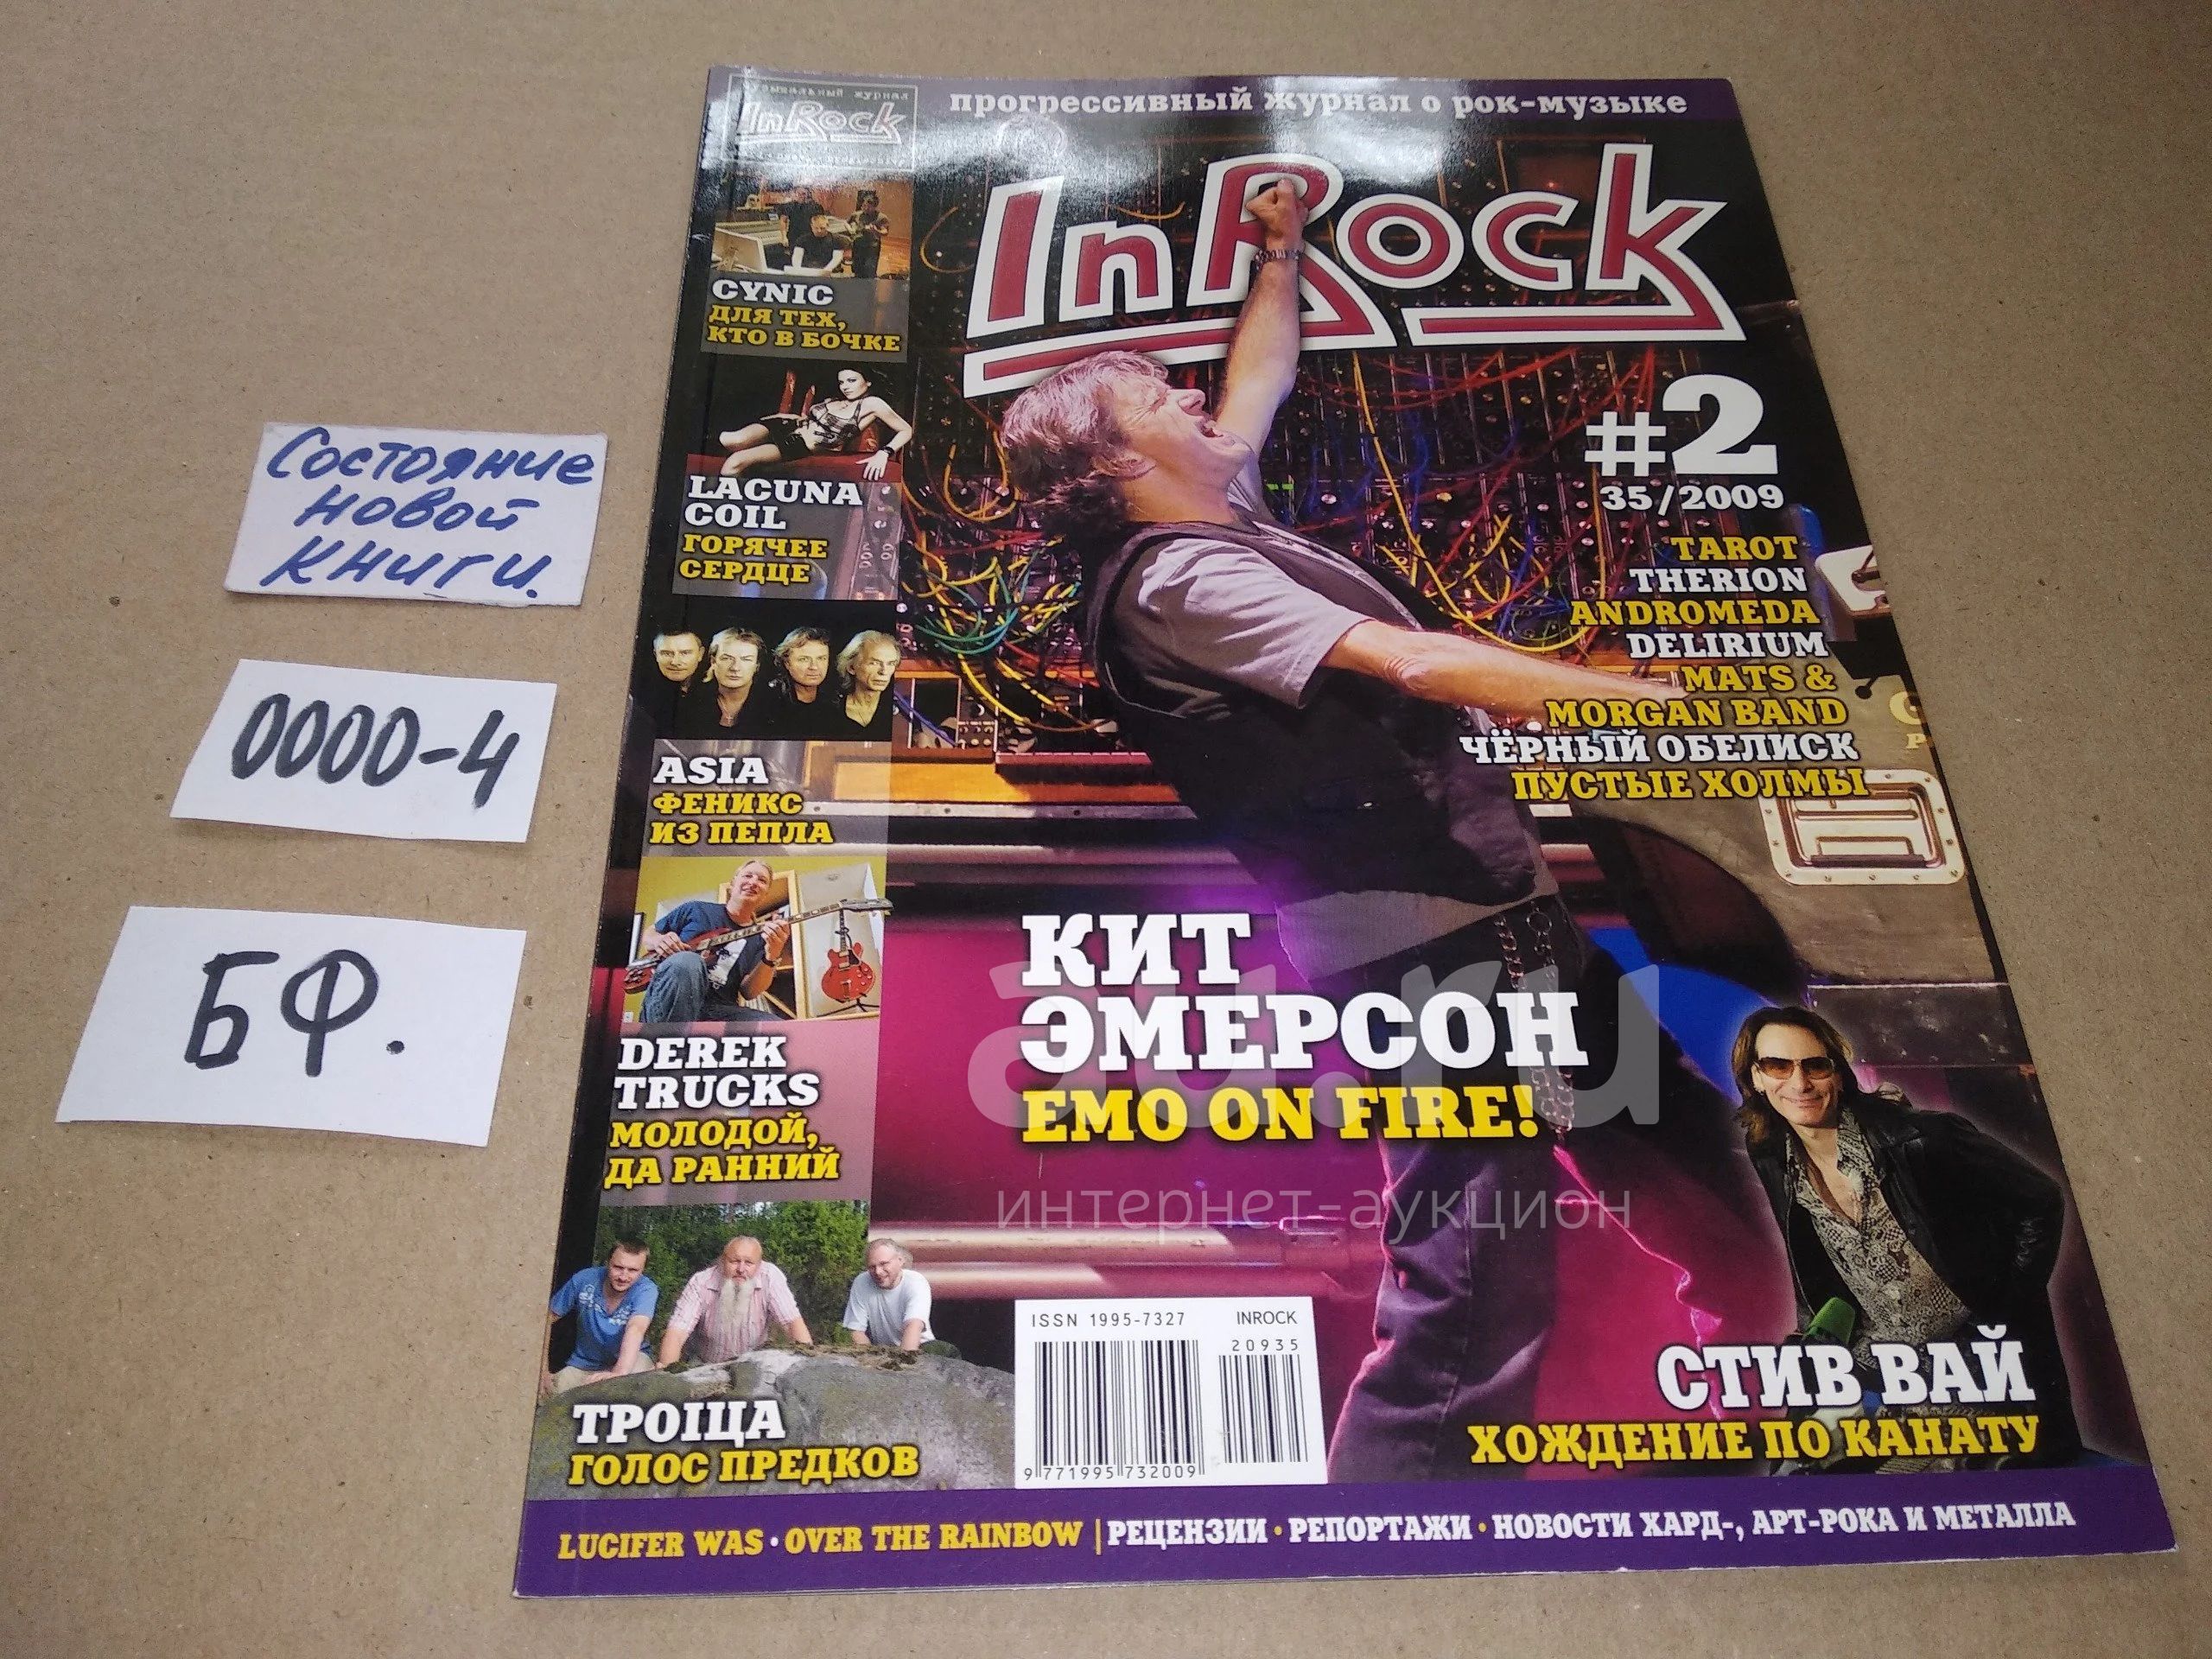 Состояние
новой
книги.
0000-4
БФ.
музыкальный журнал
InRock
прогрессивный журнал о рок-музыке
InRock
#2
35/2009
CYNIC
ДЛЯ ТЕХ,
КТО В БОЧКЕ
LACUNA
COIL
ГОРЯЧЕЕ
СЕРДЦЕ
ASIA
ФЕНИКС
ИЗ ПЕПЛА
DEREK
TRUCKS
МОЛОДОЙ,
ДА РАННИЙ
ТРОIЦА
ГОЛОС ПРЕДКОВ
TAROT
THERION
ANDROMEDA
DELIRIUM
MATS &
MORGAN BAND
ЧЁРНЫЙ ОБЕЛИСК
ПУСТЫЕ ХОЛМЫ
КИТ
ЭМЕРСОН
EMO ON FIRE!
au.ru
интернет-аукцион
ISSN 1995-7327 INROCK
20935
9 771995 732009
СТИВ ВАЙ
ХОЖДЕНИЕ ПО КАНАТУ
LUCIFER WAS · OVER THE RAINBOW | РЕЦЕНЗИИ · РЕПОРТАЖИ · НОВОСТИ ХАРД-, АРТ-РОКА И МЕТАЛЛА